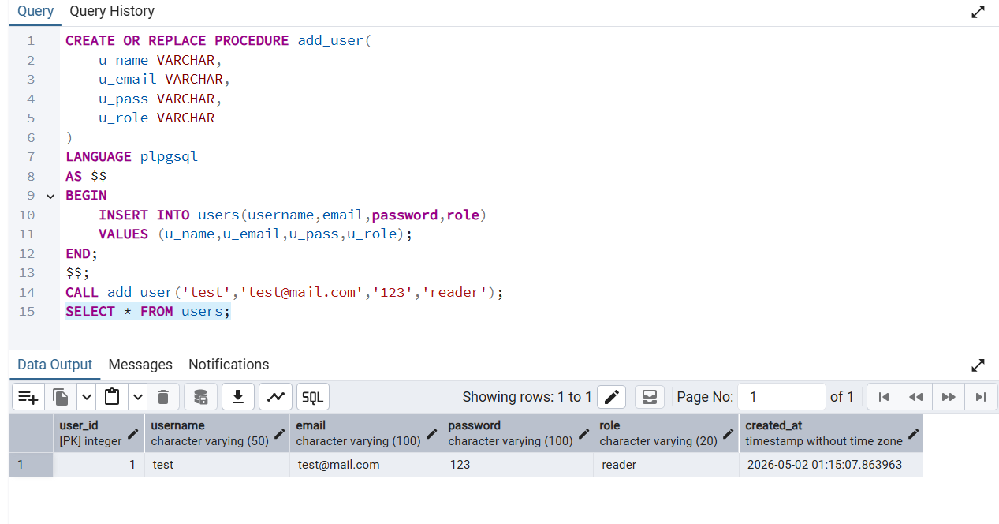 Query Query History
1 CREATE OR REPLACE PROCEDURE add_user(
2 u_name VARCHAR,
3 u_email VARCHAR,
4 u_pass VARCHAR,
5 u_role VARCHAR
6 )
7 LANGUAGE plpgsql
8 AS $$
9 BEGIN
10 INSERT INTO users(username,email,password,role)
11 VALUES (u_name,u_email,u_pass,u_role);
12 END;
13 $$;
14 CALL add_user('test','test@mail.com','123','reader');
15 SELECT * FROM users;
Data Output Messages Notifications
SQL Showing rows: 1 to 1 Page No: 1 of 1
user_id username email password role created_at
[PK] integer character varying (50) character varying (100) character varying (100) character varying (20) timestamp without time zone
1 1 test test@mail.com 123 reader 2026-05-02 01:15:07.863963